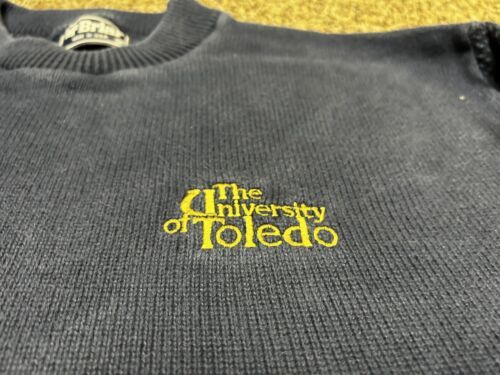 The
University
of Toledo